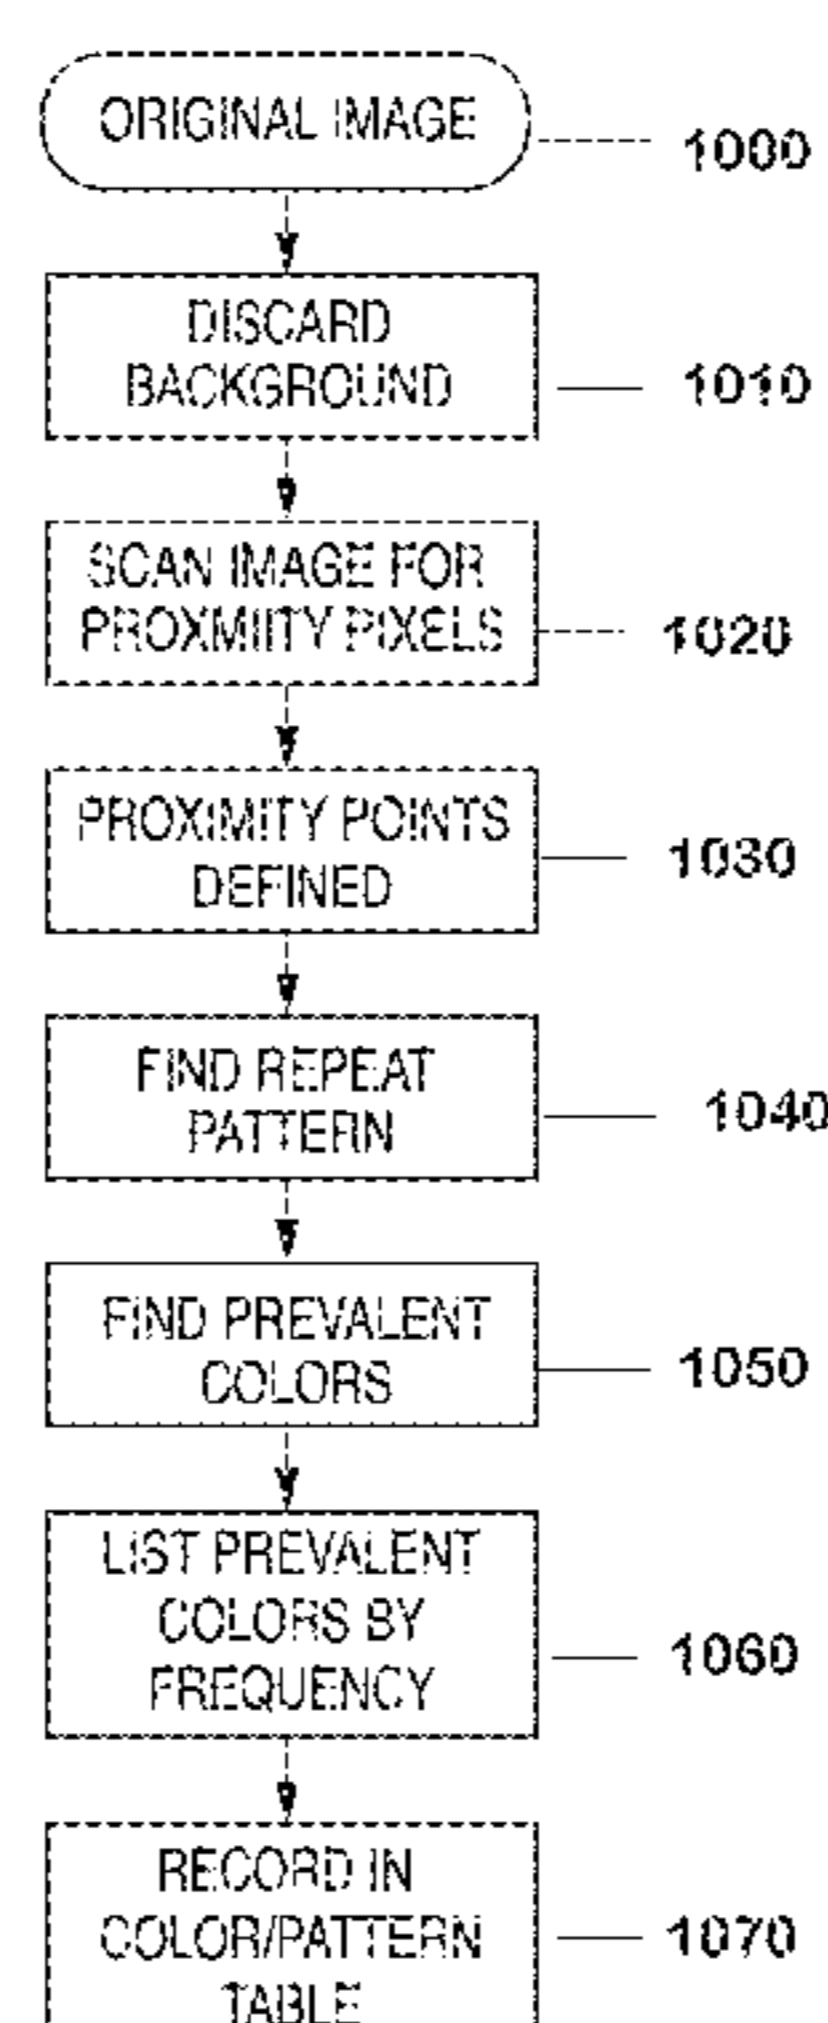 ORIGINAL IMAGE
1000
DISCARD
BACKGROUND
1010
SCAN IMAGE FOR
PROXMIITY PIXELS
1020
PROXIMITY POINTS
DEFINED
1030
FIND REPEAT
PATTERN
1040
FIND PREVALENT
COLORS
1050
LIST PREVALENT
COLORS BY
FREQUENCY
1060
RECORD IN
COLOR/PATTERN
TABLE
1070